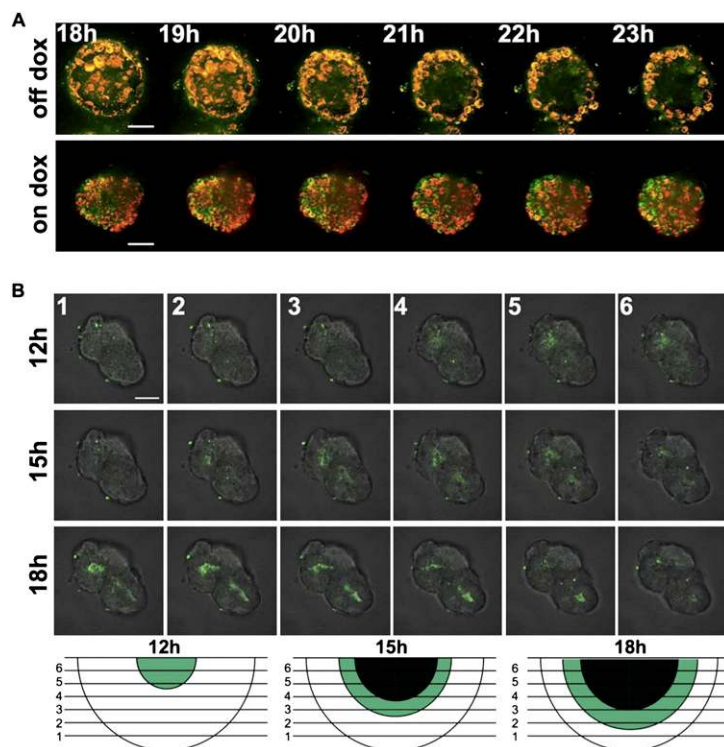 A
18h 19h 20h 21h 22h 23h
off dox
on dox
B
1 2 3 4 5 6
12h
15h
18h
12h 15h 18h
6 6 6
5 5 5
4 4 4
3 3 3
2 2 2
1 1 1